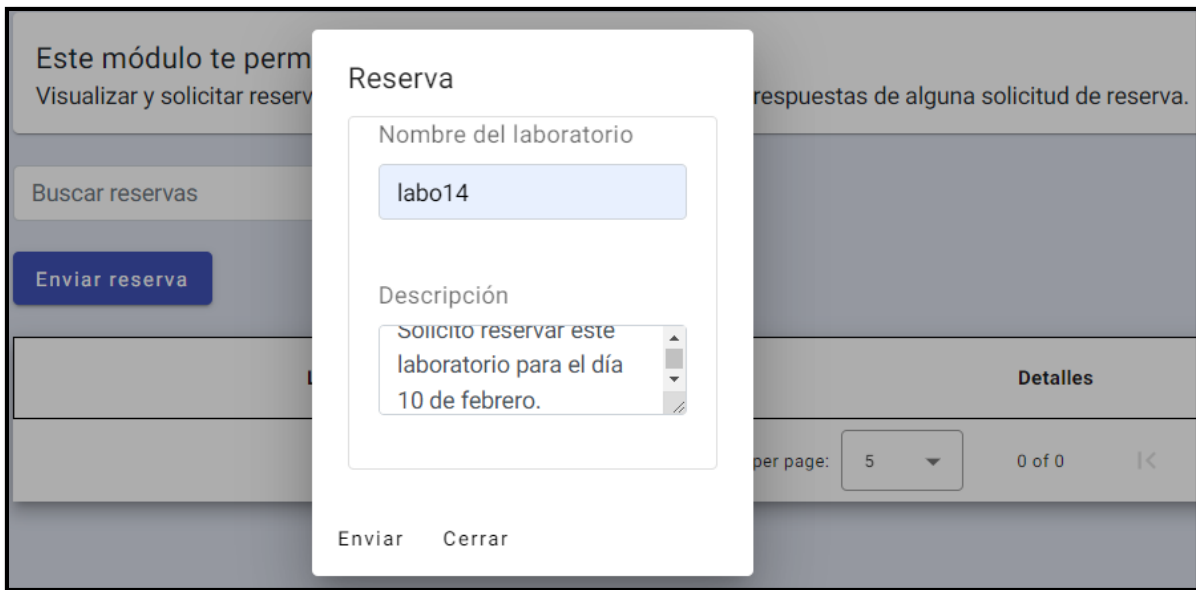 Este módulo te perm
Visualizar y solicitar reserv
respuestas de alguna solicitud de reserva.
Buscar reservas
Enviar reserva
Reserva
Nombre del laboratorio
labo14
Descripción
Solicito reservar este
laboratorio para el día
10 de febrero.
Enviar Cerrar
L
Detalles
per page: 5 0 of 0